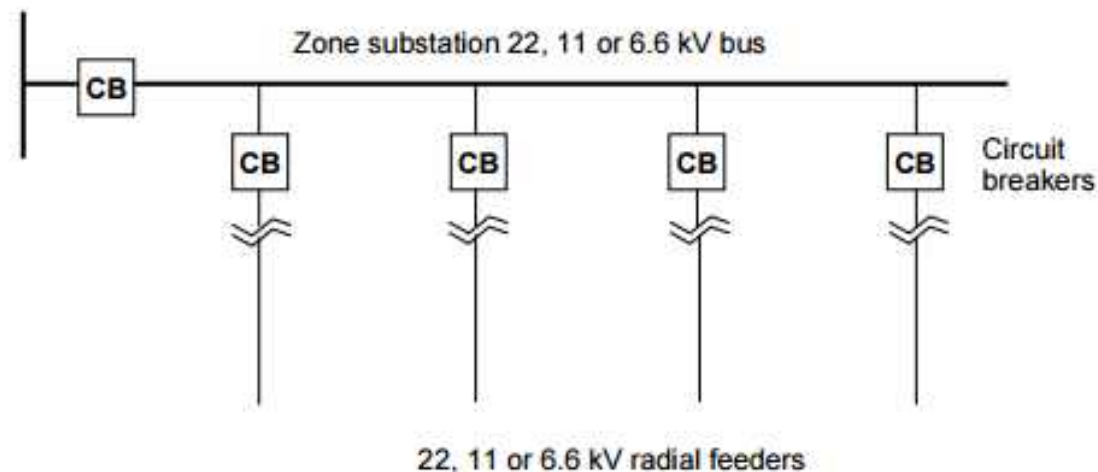 Zone substation 22, 11 or 6.6 kV bus
CB
CB
CB
CB
CB
Circuit
breakers
22, 11 or 6.6 kV radial feeders